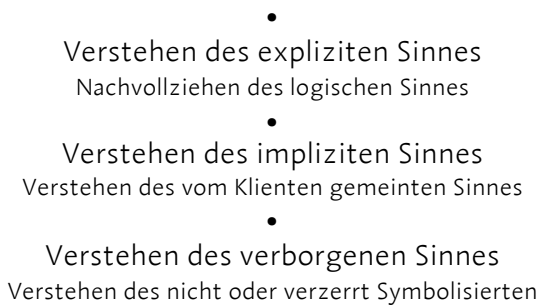 •
Verstehen des expliziten Sinnes
Nachvollziehen des logischen Sinnes
•
Verstehen des impliziten Sinnes
Verstehen des vom Klienten gemeinten Sinnes
•
Verstehen des verborgenen Sinnes
Verstehen des nicht oder verzerrt Symbolisierten